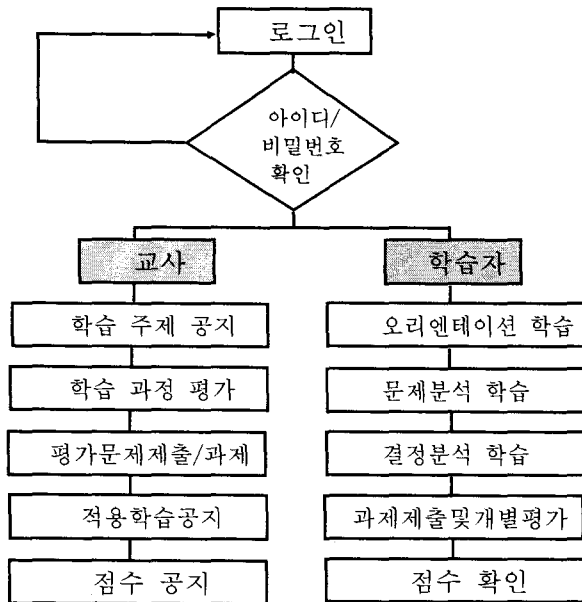 로그인
아이디/
비밀번호
확인
교사
학습자
학습 주제 공지
오리엔테이션 학습
학습 과정 평가
문제분석 학습
평가문제제출/과제
결정분석 학습
적용학습공지
과제제출및개별평가
점수 공지
점수 확인